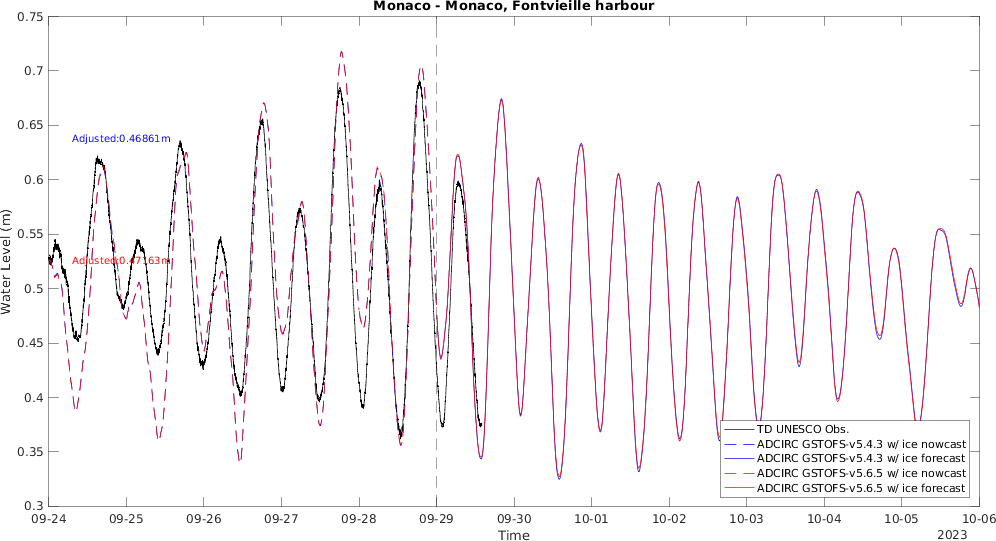 Monaco - Monaco, Fontvieille harbour
0.75
0.7
0.65
0.6
0.55
0.5
0.45
0.4
0.35
0.3
Water Level (m)
Adjusted:0.46861m
Adjusted:0.47163m
TD UNESCO Obs.
ADCIRC GSTOFS-v5.4.3 w/ ice nowcast
ADCIRC GSTOFS-v5.4.3 w/ ice forecast
ADCIRC GSTOFS-v5.6.5 w/ ice nowcast
ADCIRC GSTOFS-v5.6.5 w/ ice forecast
09-24 09-25 09-26 09-27 09-28 09-29 09-30 10-01 10-02 10-03 10-04 10-05 10-06
Time
2023